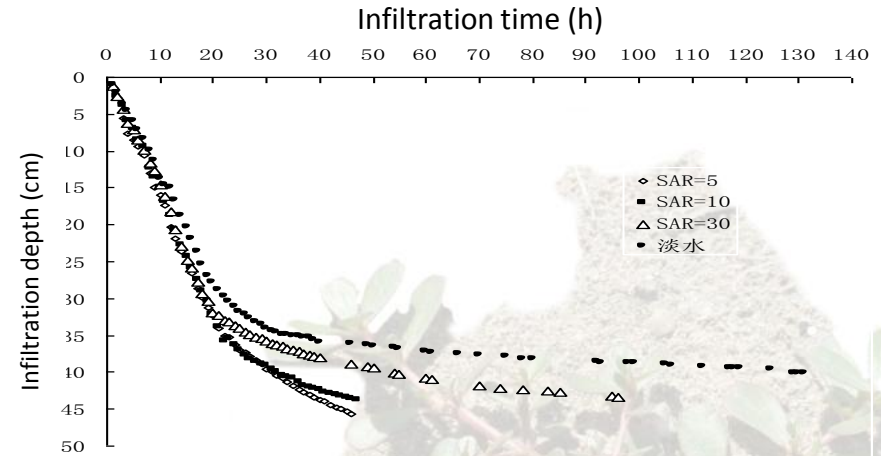 Infiltration time (h)
0 10 20 30 40 50 60 70 80 90 100 110 120 130 140
Infiltration depth (cm)
0
5
10
15
20
25
30
35
40
45
50
SAR=5
SAR=10
SAR=30
淡水